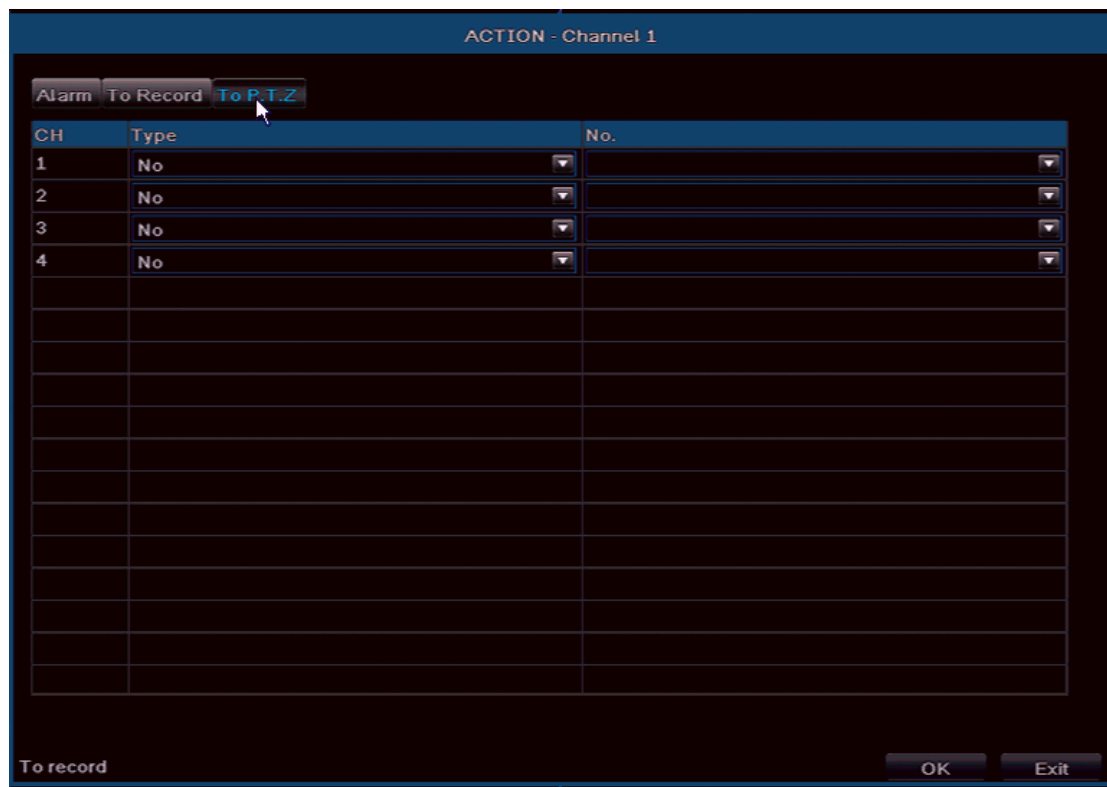 ACTION - Channel 1
Alarm To Record To P.T.Z
CH Type No.
1 No
2 No
3 No
4 No
To record OK Exit